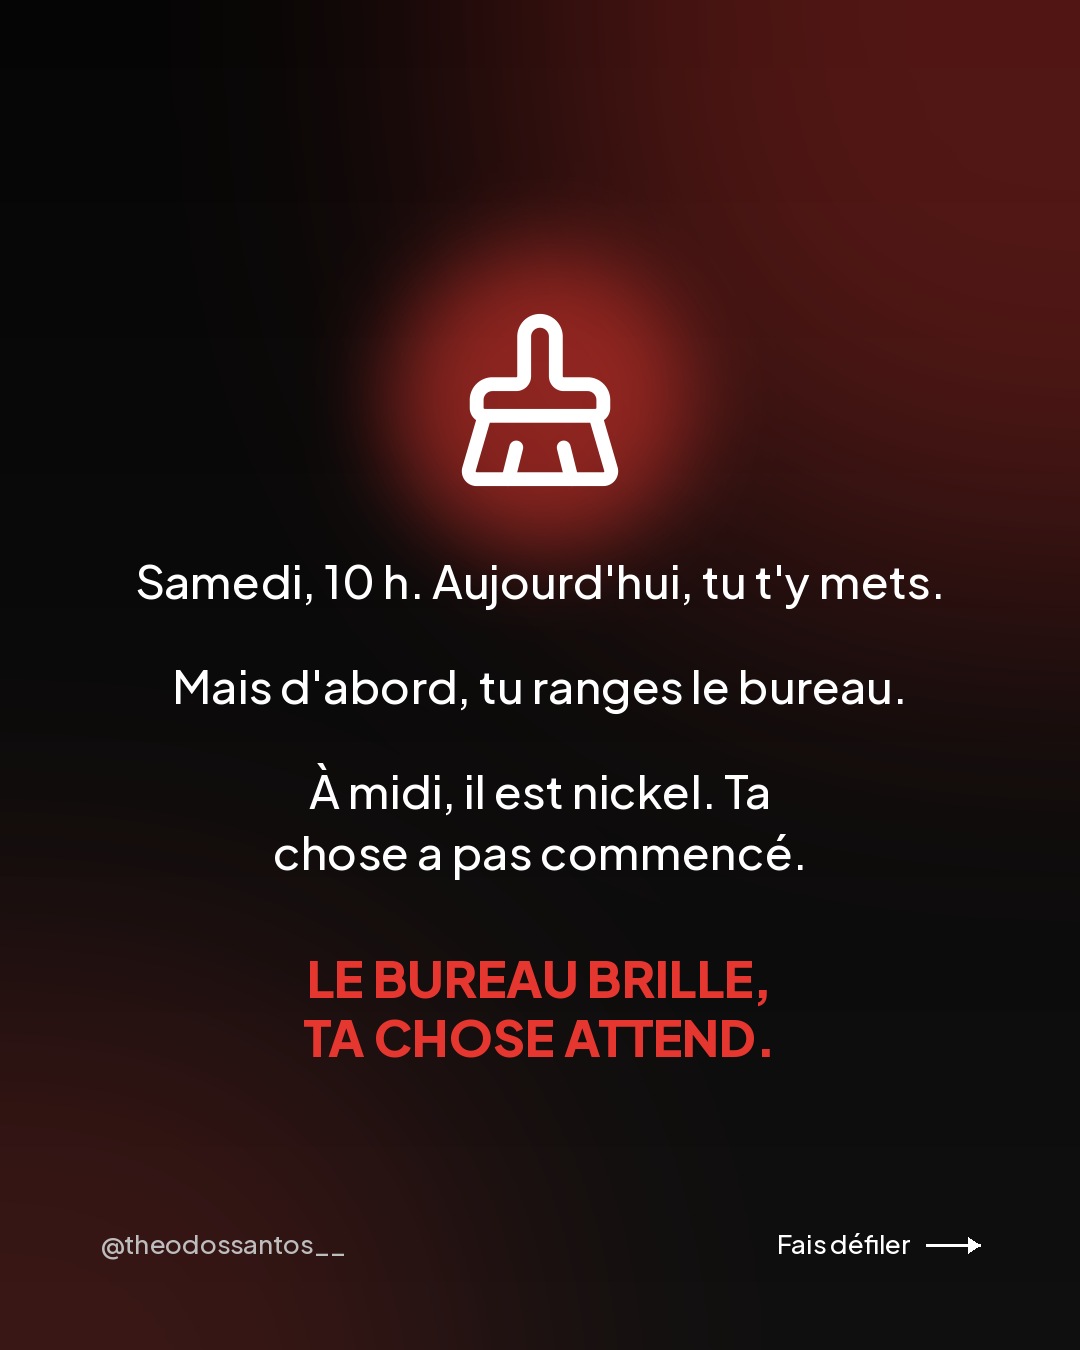 Samedi, 10 h. Aujourd'hui, tu t'y mets.
Mais d'abord, tu ranges le bureau.
À midi, il est nickel. Ta
chose a pas commencé.
LE BUREAU BRILLE,
TA CHOSE ATTEND.
@theodossantos__
Fais défiler